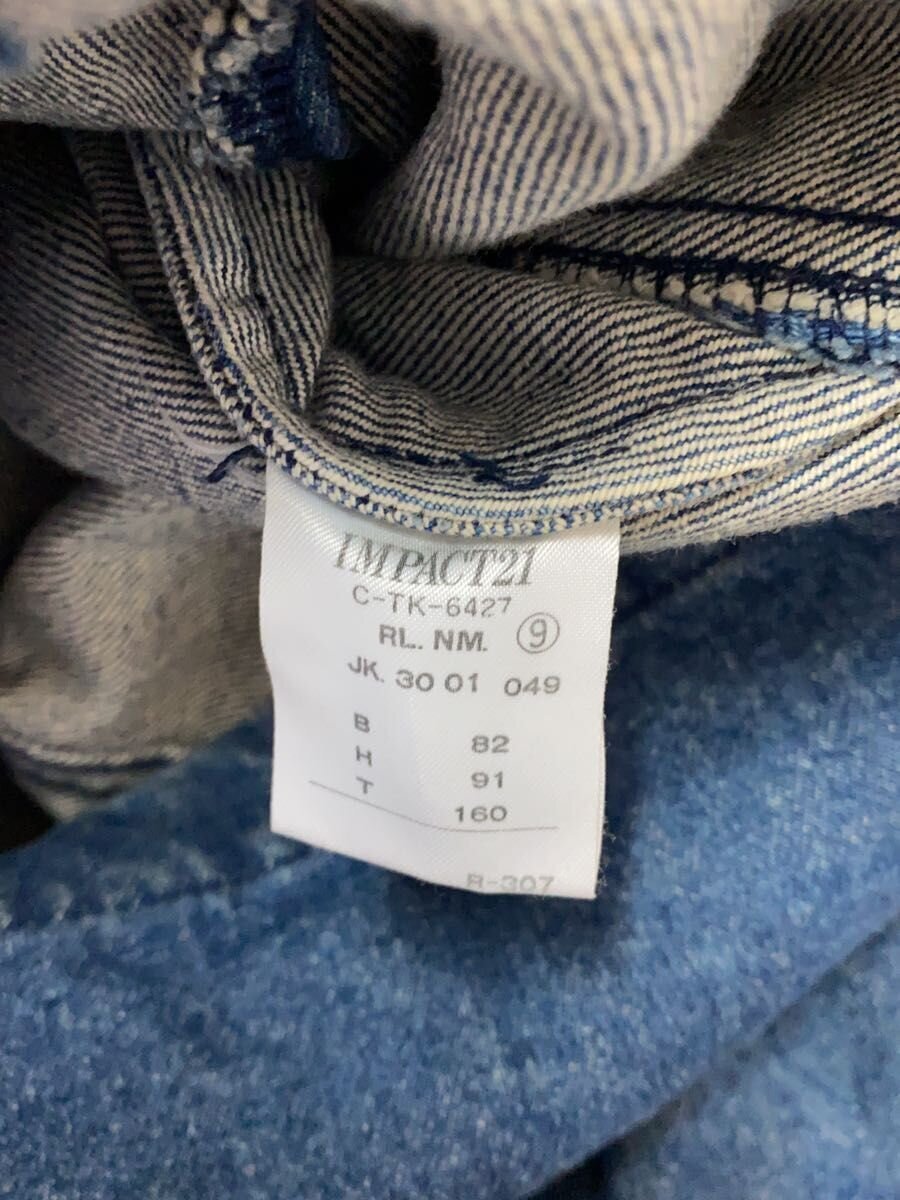 IMPACT21
C-TK-6427
RL. NM. ⑨
JK. 30 01 049
B 82
H 91
T 160
R-307